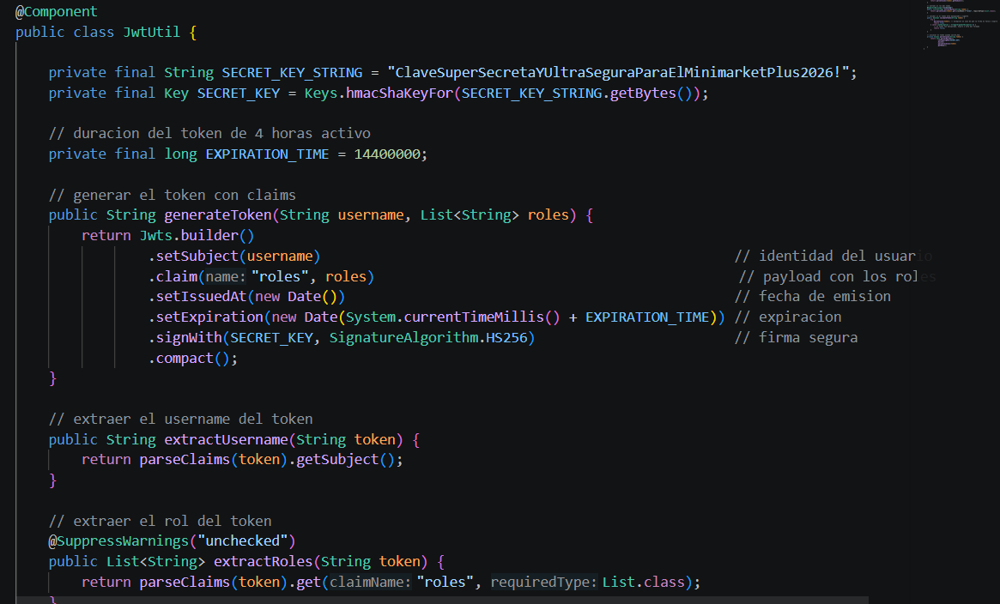 @Component
public class JwtUtil {
private final String SECRET_KEY_STRING = "ClaveSuperSecretaYUltraSeguraParaElMinimarketPlus2026!";
private final Key SECRET_KEY = Keys.hmacShaKeyFor(SECRET_KEY_STRING.getBytes());
// duracion del token de 4 horas activo
private final long EXPIRATION_TIME = 14400000;
// generar el token con claims
public String generateToken(String username, List<String> roles) {
return Jwts.builder()
.setSubject(username) // identidad del usuario
.claim(name: "roles", roles) // payload con los roles
.setIssuedAt(new Date()) // fecha de emision
.setExpiration(new Date(System.currentTimeMillis() + EXPIRATION_TIME)) // expiracion
.signWith(SECRET_KEY, SignatureAlgorithm.HS256) // firma segura
.compact();
}
// extraer el username del token
public String extractUsername(String token) {
return parseClaims(token).getSubject();
}
// extraer el rol del token
@SuppressWarnings("unchecked")
public List<String> extractRoles(String token) {
return parseClaims(token).get(claimName: "roles", requiredType: List.class);
}